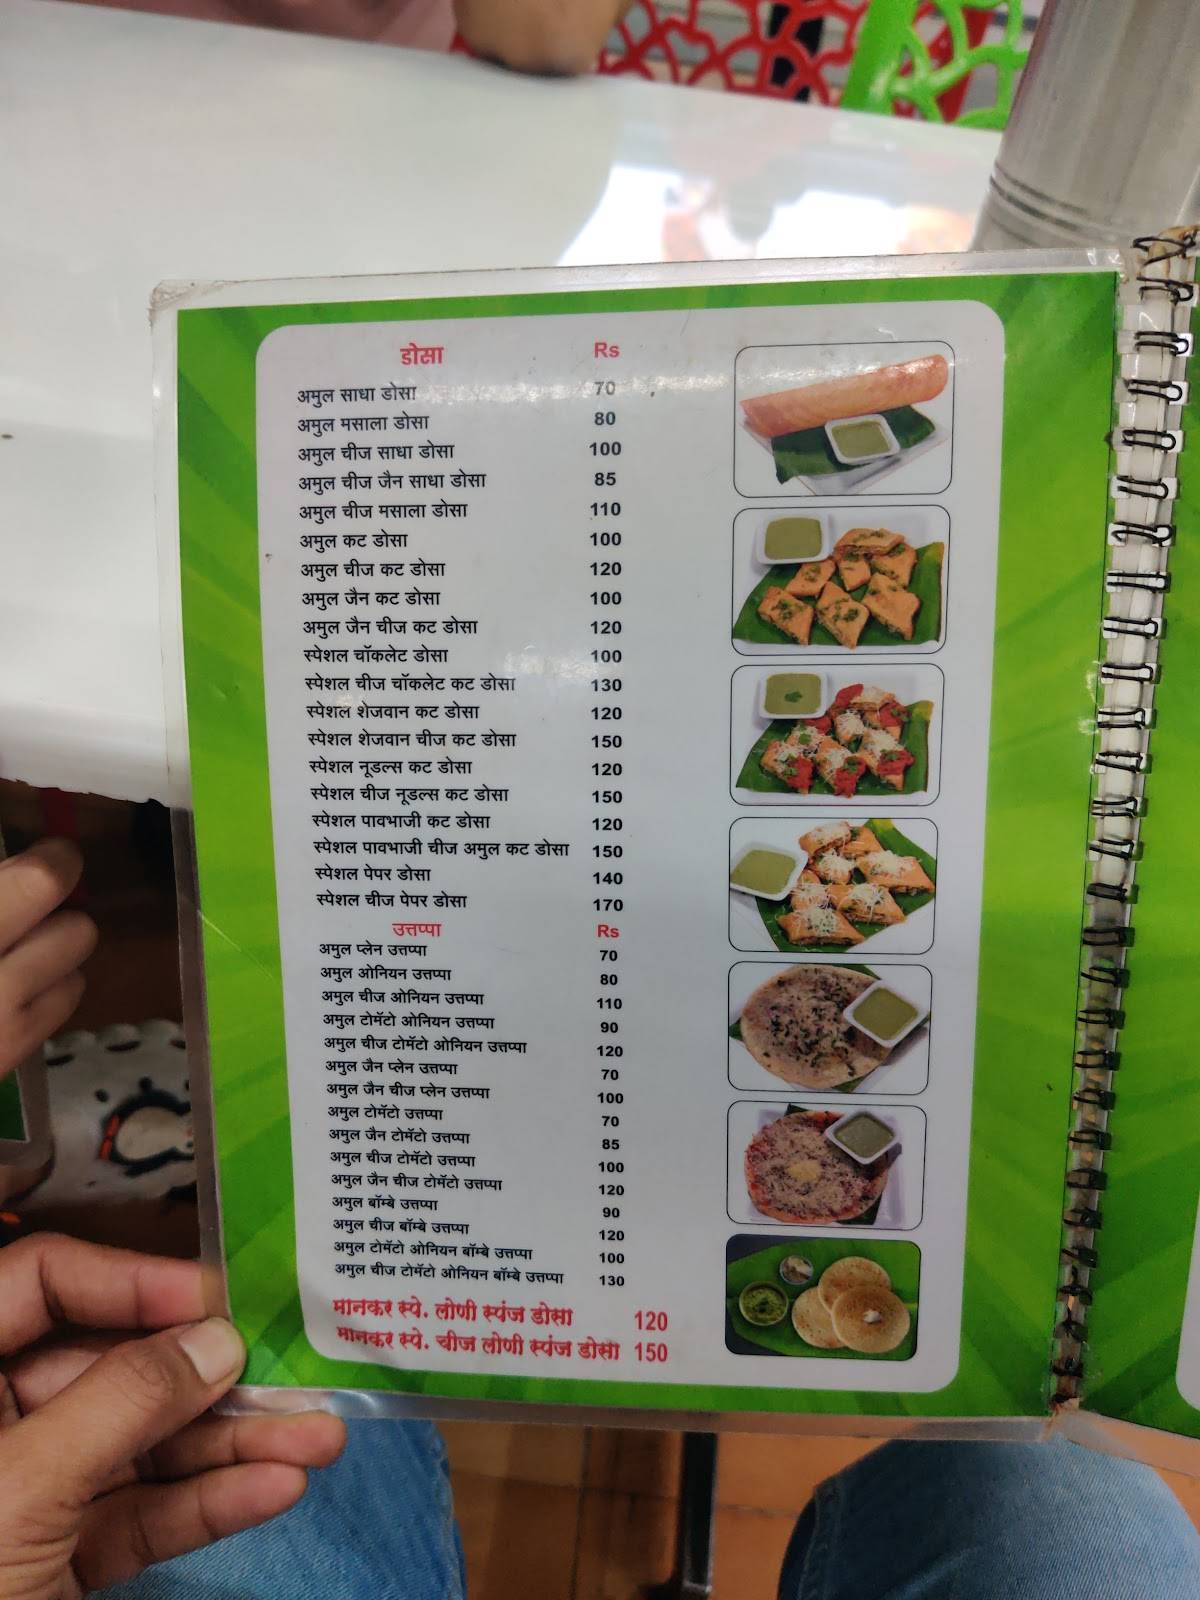 डोसा Rs
अमुल साधा डोसा 70
अमुल मसाला डोसा 80
अमुल चीज साधा डोसा 100
अमुल चीज जैन साधा डोसा 85
अमुल चीज मसाला डोसा 110
अमुल कट डोसा 100
अमुल चीज कट डोसा 120
अमुल जैन कट डोसा 100
अमुल जैन चीज कट डोसा 120
स्पेशल चॉकलेट डोसा 100
स्पेशल चीज चॉकलेट कट डोसा 130
स्पेशल शेजवान कट डोसा 120
स्पेशल शेजवान चीज कट डोसा 150
स्पेशल नूडल्स कट डोसा 120
स्पेशल चीज नूडल्स कट डोसा 150
स्पेशल पावभाजी कट डोसा 120
स्पेशल पावभाजी चीज अमुल कट डोसा 150
स्पेशल पेपर डोसा 140
स्पेशल चीज पेपर डोसा 170
उत्तप्पा Rs
अमुल प्लेन उत्तप्पा 70
अमुल ओनियन उत्तप्पा 80
अमुल चीज ओनियन उत्तप्पा 110
अमुल टोमॅटो ओनियन उत्तप्पा 90
अमुल चीज टोमॅटो ओनियन उत्तप्पा 120
अमुल जैन प्लेन उत्तप्पा 70
अमुल जैन चीज प्लेन उत्तप्पा 100
अमुल टोमॅटो उत्तप्पा 70
अमुल जैन टोमॅटो उत्तप्पा 85
अमुल चीज टोमॅटो उत्तप्पा 100
अमुल जैन चीज टोमॅटो उत्तप्पा 120
अमुल बॉम्बे उत्तप्पा 90
अमुल चीज बॉम्बे उत्तप्पा 120
अमुल टोमॅटो ओनियन बॉम्बे उत्तप्पा 100
अमुल चीज टोमॅटो ओनियन बॉम्बे उत्तप्पा 130
मानकर स्पे. लोणी स्पंज डोसा 120
मानकर स्पे. चीज लोणी स्पंज डोसा 150